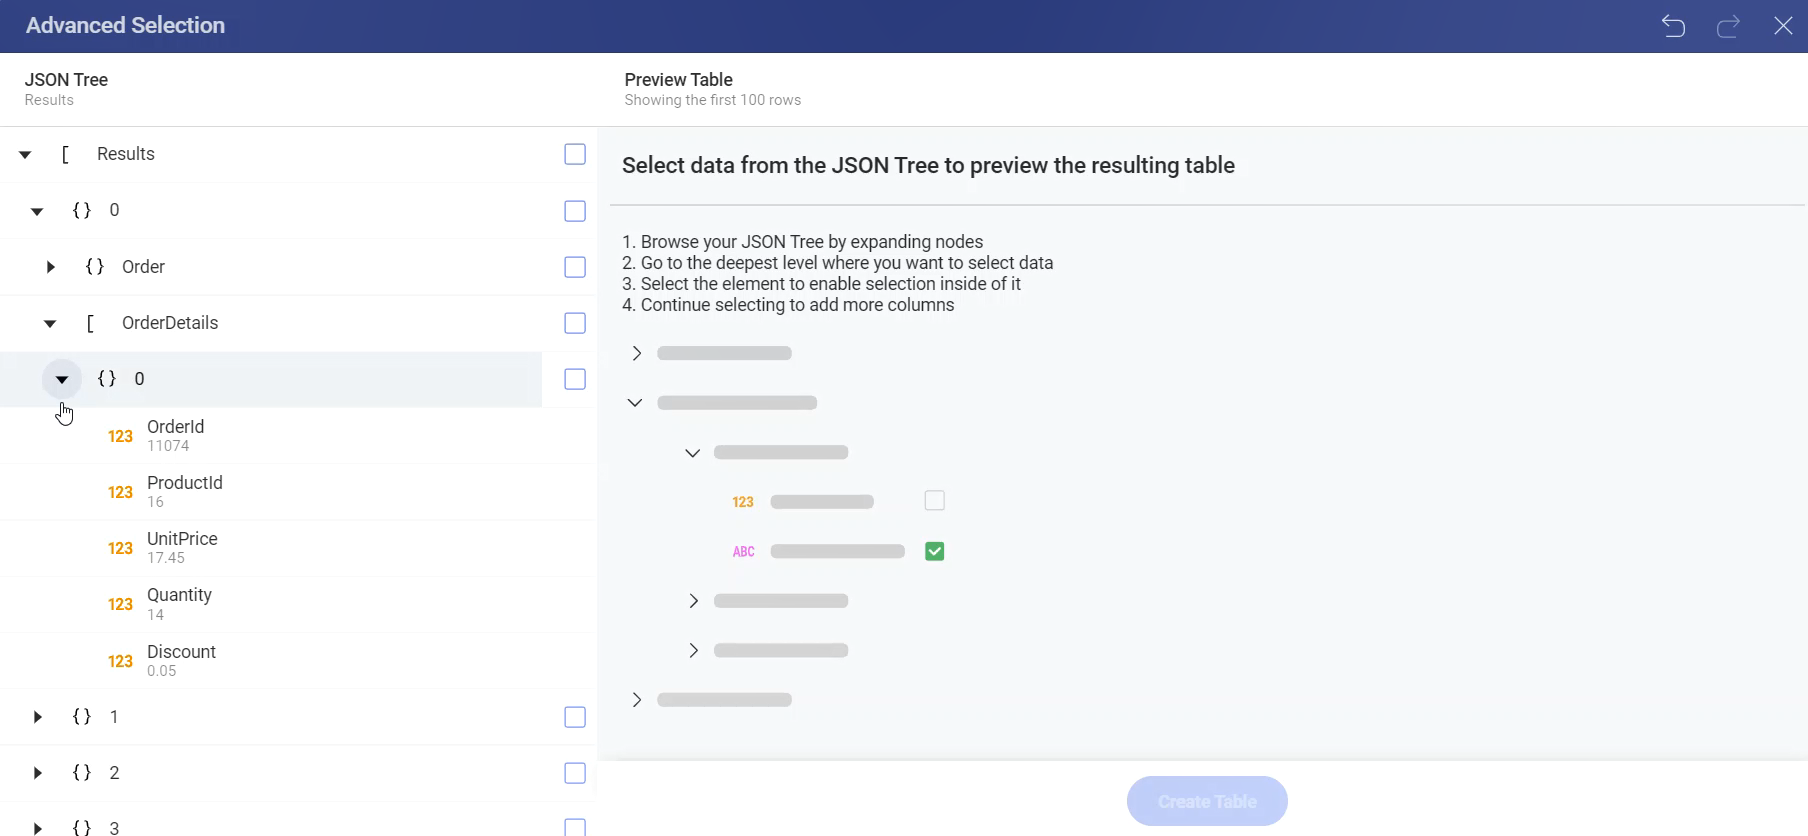 Advanced Selection
JSON Tree
Results
Preview Table
Showing the first 100 rows
[ Results
{} 0
{} Order
[ OrderDetails
{} 0
123 OrderId
11074
123 ProductId
16
123 UnitPrice
17.45
123 Quantity
14
123 Discount
0.05
{} 1
{} 2
{} 3
Select data from the JSON Tree to preview the resulting table
1. Browse your JSON Tree by expanding nodes
2. Go to the deepest level where you want to select data
3. Select the element to enable selection inside of it
4. Continue selecting to add more columns
123
ABC
Create Table